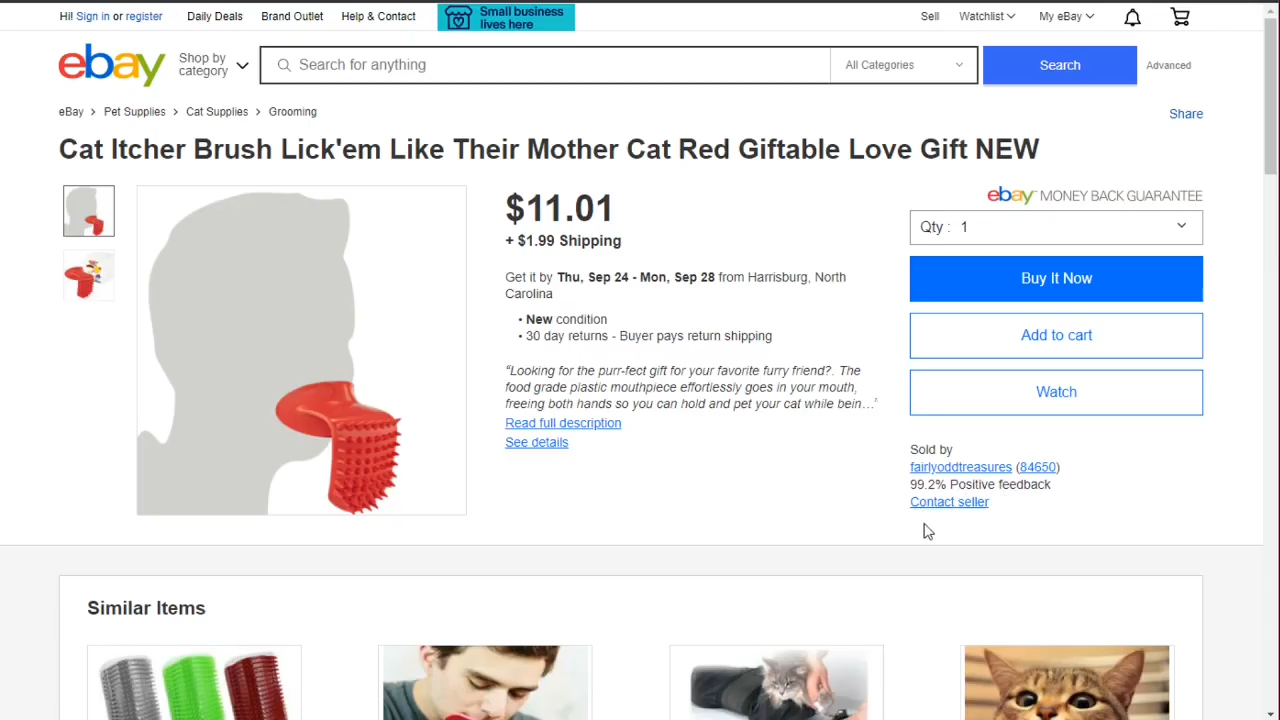 Hi! Sign in or register
Daily Deals
Brand Outlet
Help & Contact
Small business
lives here
Sell
Watchlist
My eBay
ebay
Shop by
category
Search for anything
All Categories
Search
Advanced
eBay > Pet Supplies > Cat Supplies > Grooming
Share
Cat Itcher Brush Lick'em Like Their Mother Cat Red Giftable Love Gift NEW
$11.01
+ $1.99 Shipping
Get it by Thu, Sep 24 - Mon, Sep 28 from Harrisburg, North
Carolina
• New condition
• 30 day returns - Buyer pays return shipping
“Looking for the purr-fect gift for your favorite furry friend?. The
food grade plastic mouthpiece effortlessly goes in your mouth,
freeing both hands so you can hold and pet your cat while bein…”
Read full description
See details
ebay MONEY BACK GUARANTEE
Qty : 1
Buy It Now
Add to cart
Watch
Sold by
fairlyoddtreasures (84650)
99.2% Positive feedback
Contact seller
Similar Items